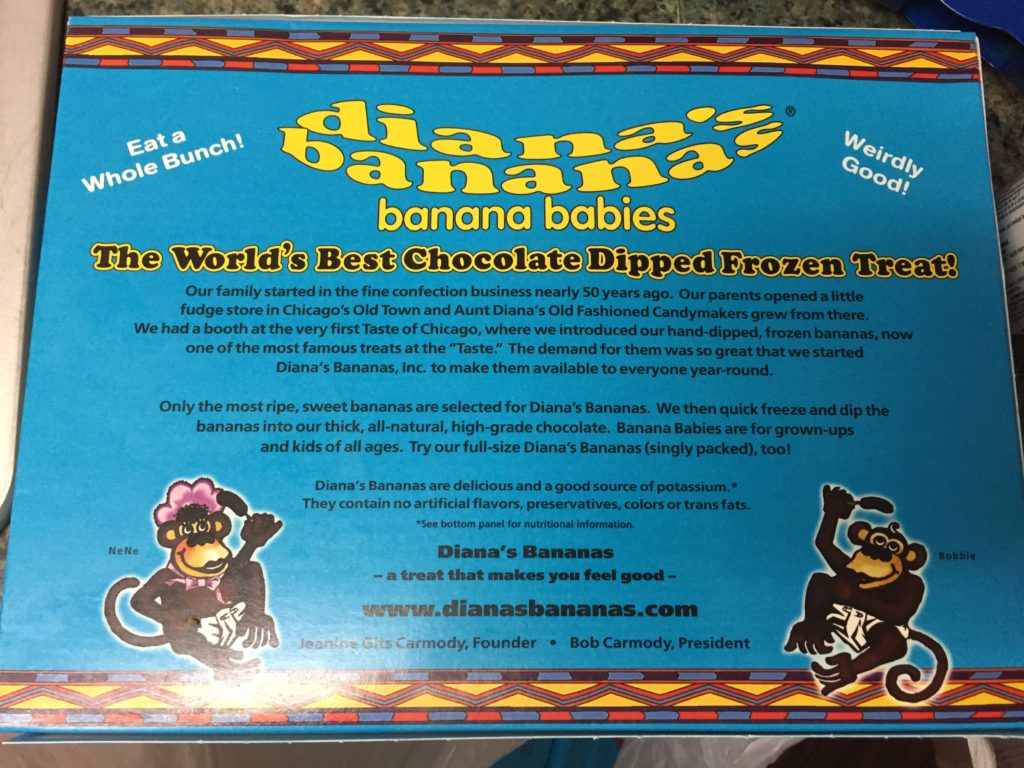 Eat a
Whole Bunch!
diana's
bananas®
banana babies
Weirdly
Good!
The World's Best Chocolate Dipped Frozen Treat!
Our family started in the fine confection business nearly 50 years ago. Our parents opened a little
fudge store in Chicago's Old Town and Aunt Diana's Old Fashioned Candymakers grew from there.
We had a booth at the very first Taste of Chicago, where we introduced our hand-dipped, frozen bananas, now
one of the most famous treats at the "Taste." The demand for them was so great that we started
Diana's Bananas, Inc. to make them available to everyone year-round.
Only the most ripe, sweet bananas are selected for Diana's Bananas. We then quick freeze and dip the
bananas into our thick, all-natural, high-grade chocolate. Banana Babies are for grown-ups
and kids of all ages. Try our full-size Diana's Bananas (singly packed), too!
Diana's Bananas are delicious and a good source of potassium.*
They contain no artificial flavors, preservatives, colors or trans fats.
*See bottom panel for nutritional information.
NeNe
Bobbie
Diana's Bananas
– a treat that makes you feel good –
www.dianasbananas.com
Jeanine Gits Carmody, Founder • Bob Carmody, President